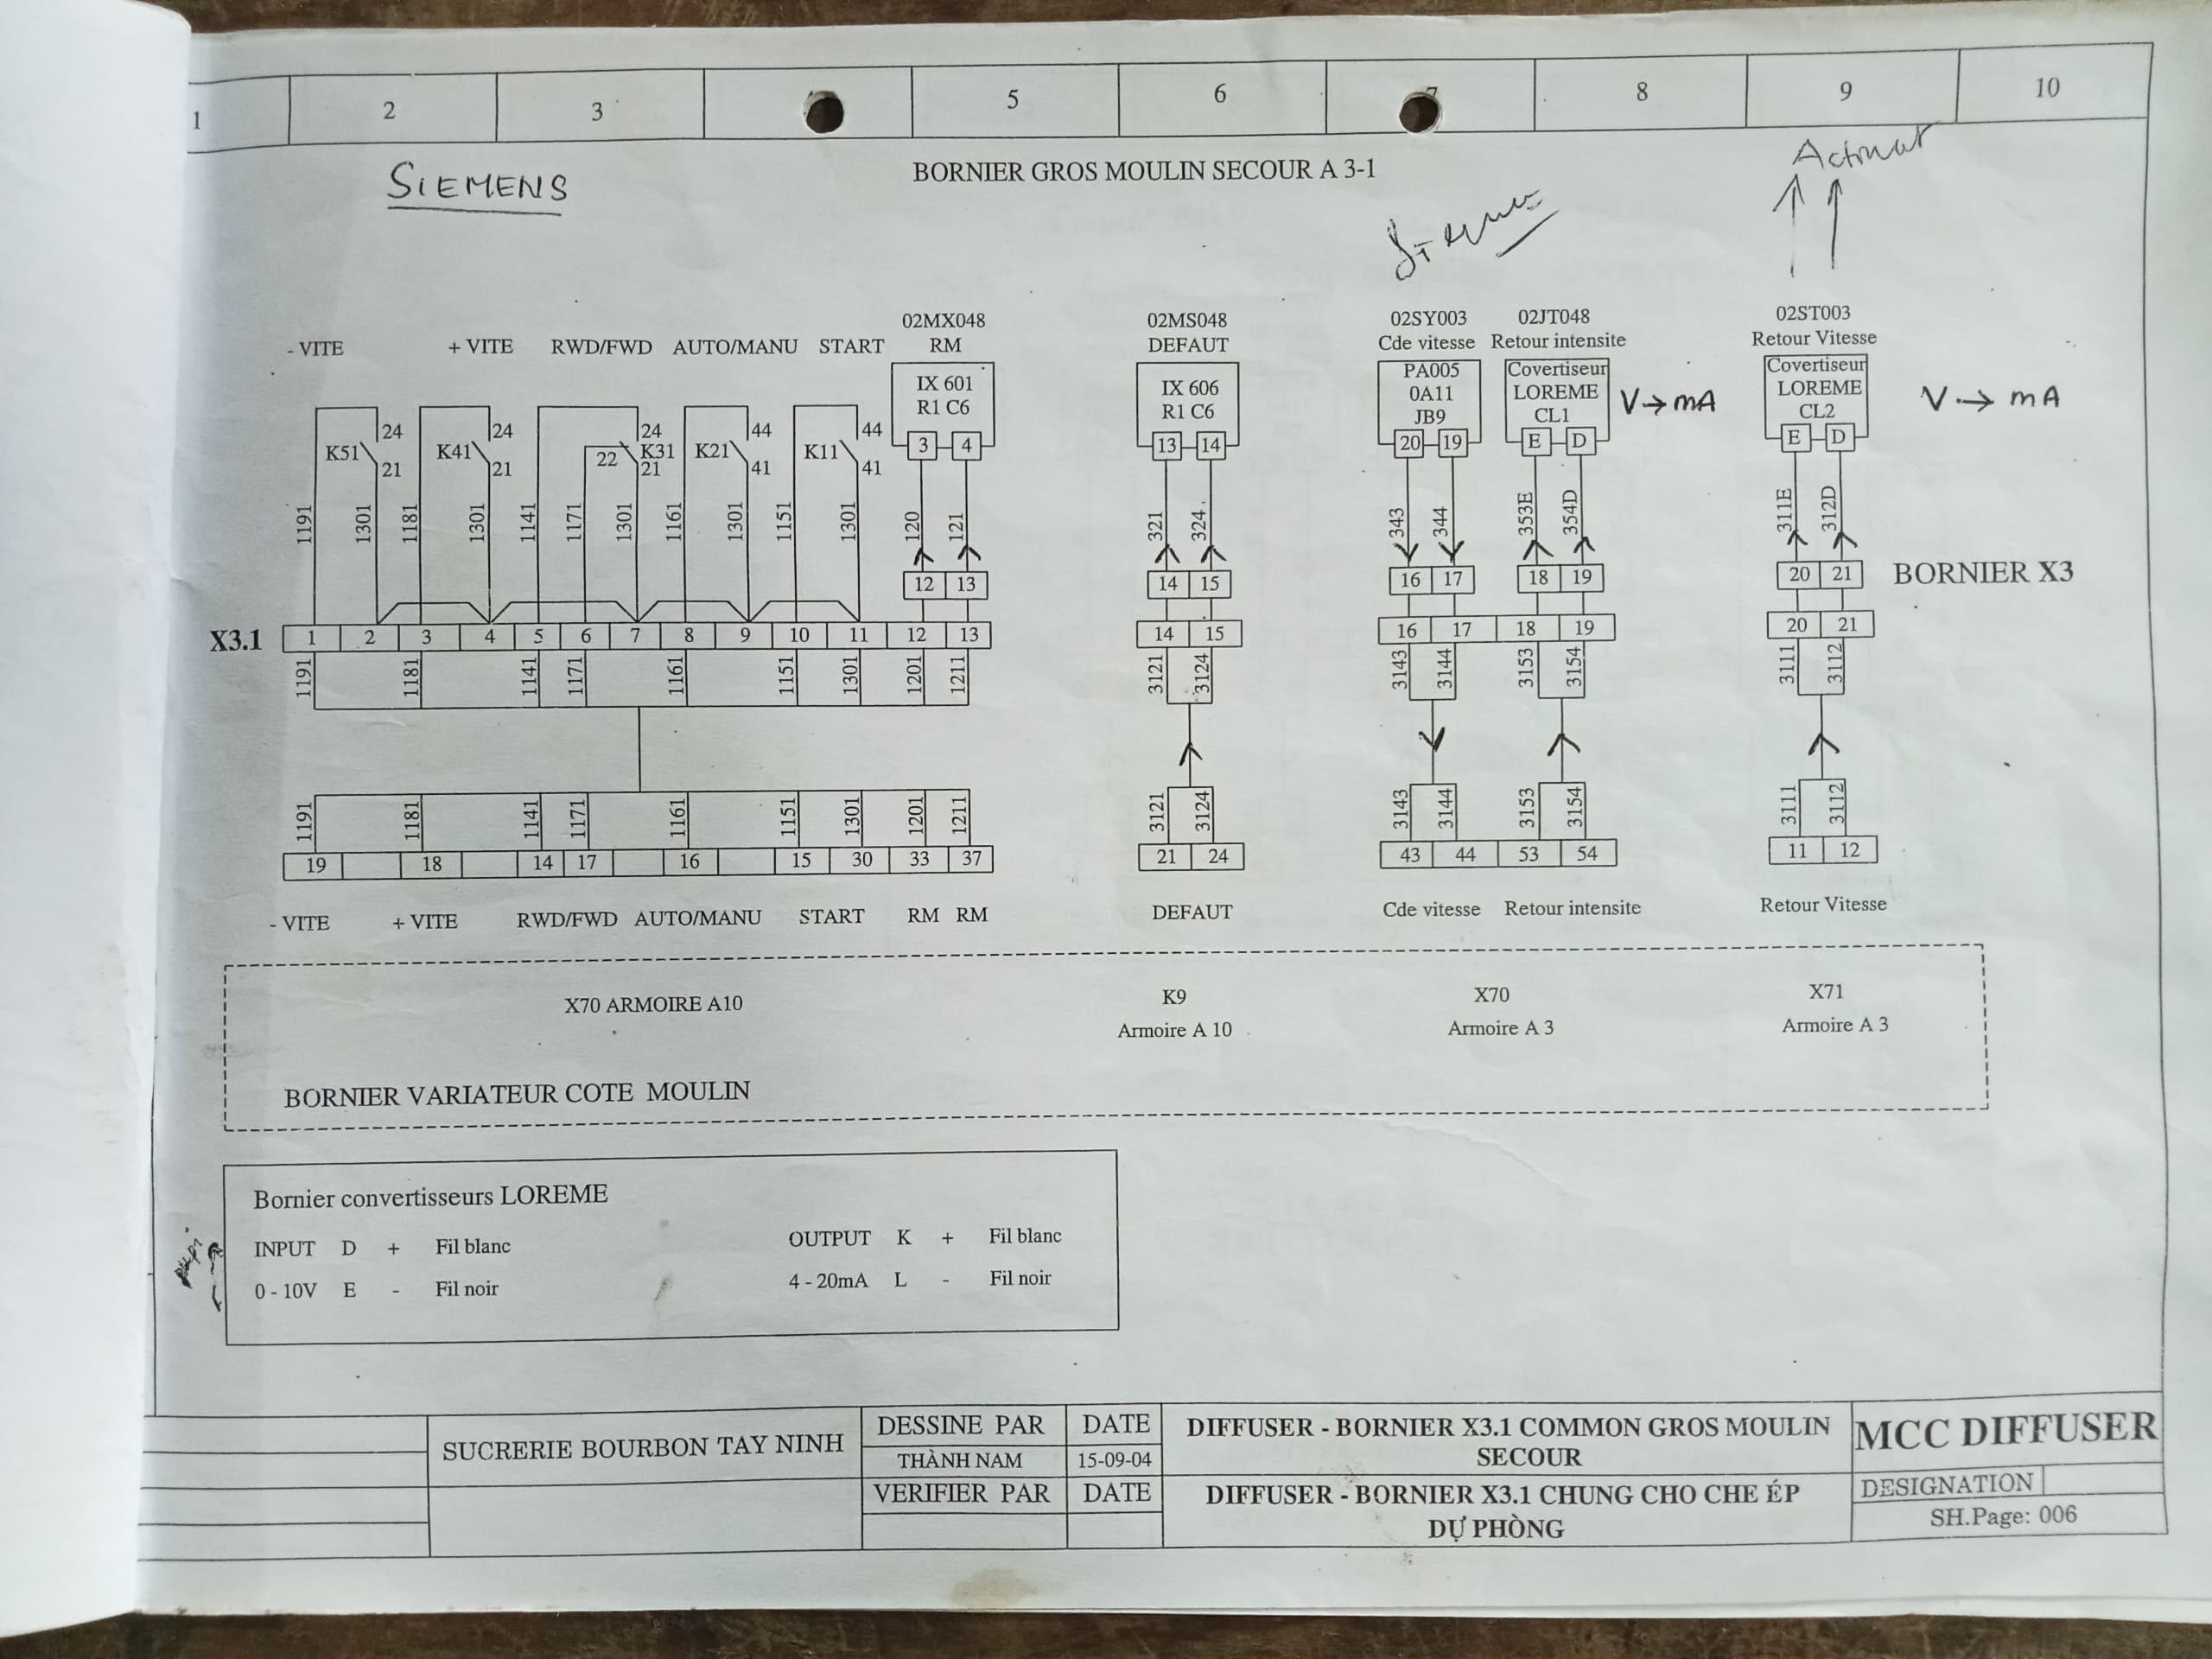 1 2 3 5 6 7 8 9 10
SIEMENS
BORNIER GROS MOULIN SECOUR A 3-1
02MX048 02MS048 02SY003 02JT048 02ST003
- VITE + VITE RWD/FWD AUTO/MANU START RM DEFAUT Cde vitesse Retour intensite Retour Vitesse
IX 601 IX 606 PA005 Covertiseur Covertiseur
R1 C6 R1 C6 0A11 LOREME LOREME
JB9 CL1 CL2
V→mA V→mA
3 4 13 14 20 19 E D E D
24 24 24 44 44
K51 K41 22 K31 K21 K11
21 21 21 41 41
1191 1301 1181 1301 1141 1171 1301 1161 1301 1151 1301 120 121 321 324 343 344 353E 354D 311E 312D
12 13 14 15 16 17 18 19 20 21 BORNIER X3
X3.1 1 2 3 4 5 6 7 8 9 10 11 12 13 14 15 16 17 18 19 20 21
1191 1181 1141 1171 1161 1151 1301 1201 1211 3121 3124 3143 3144 3153 3154 3111 3112
1191 1181 1141 1171 1161 1151 1301 1201 1211 3121 3124 3143 3144 3153 3154 3111 3112
19 18 14 17 16 15 30 33 37 21 24 43 44 53 54 11 12
- VITE + VITE RWD/FWD AUTO/MANU START RM RM DEFAUT Cde vitesse Retour intensite Retour Vitesse
X70 ARMOIRE A10 K9 X70 X71
Armoire A 10 Armoire A 3 Armoire A 3
BORNIER VARIATEUR COTE MOULIN
Bornier convertisseurs LOREME
INPUT D + Fil blanc OUTPUT K + Fil blanc
0 - 10V E - Fil noir 4 - 20mA L - Fil noir
SUCRERIE BOURBON TAY NINH
DESSINE PAR DATE
THÀNH NAM 15-09-04
VERIFIER PAR DATE
DIFFUSER - BORNIER X3.1 COMMON GROS MOULIN
SECOUR
DIFFUSER - BORNIER X3.1 CHUNG CHO CHE ÉP
DỰ PHÒNG
MCC DIFFUSER
DESIGNATION
SH.Page: 006